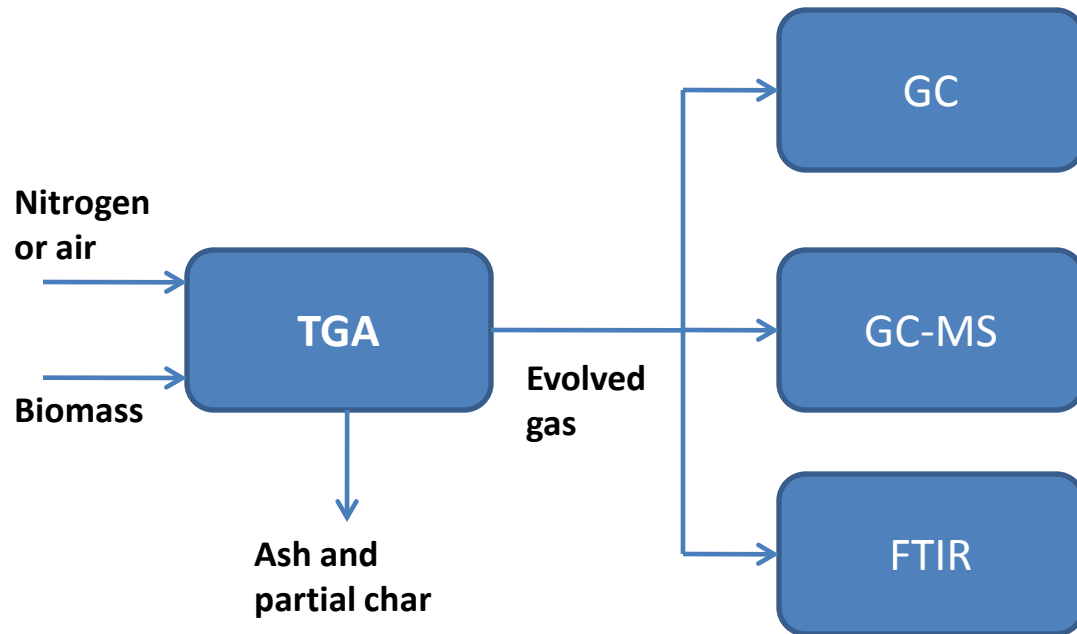 GC
Nitrogen
or air
TGA
GC-MS
Evolved
gas
Biomass
Ash and
partial char
FTIR